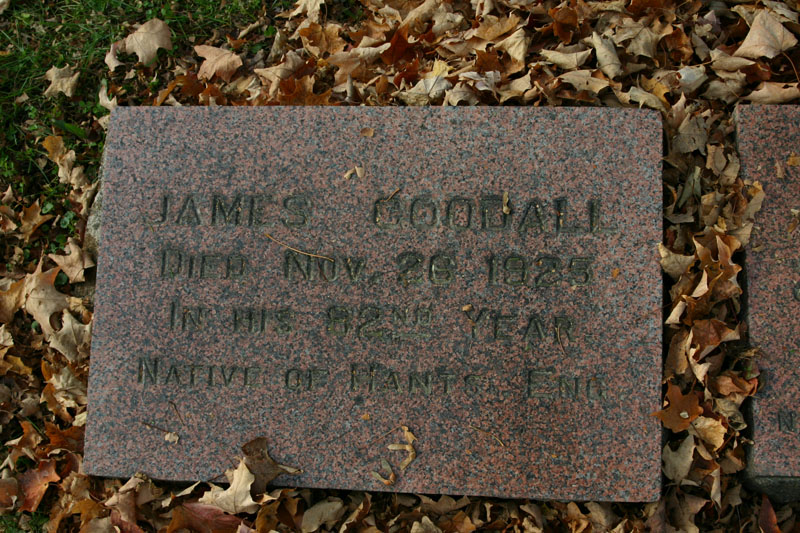 JAMES GOODALL
DIED NOV. 26 1925
IN HIS 82ND YEAR
NATIVE OF HANTS. ENG.
N